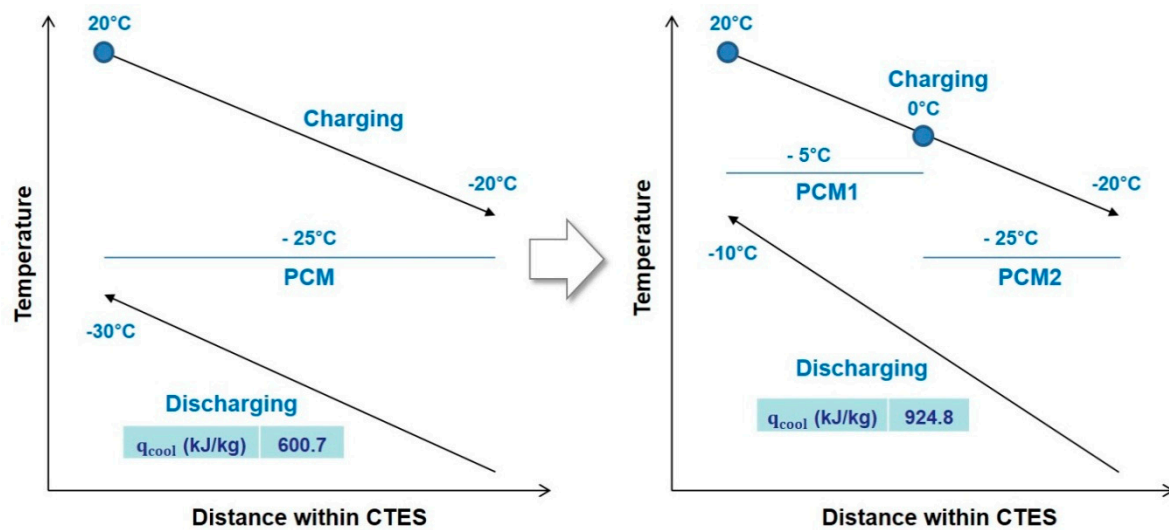 20°C
Charging
-20°C
- 25°C
PCM
-30°C
Discharging
qcool (kJ/kg) 600.7
Temperature
Distance within CTES
20°C
Charging
0°C
- 5°C
PCM1
-20°C
-10°C
- 25°C
PCM2
Discharging
qcool (kJ/kg) 924.8
Temperature
Distance within CTES